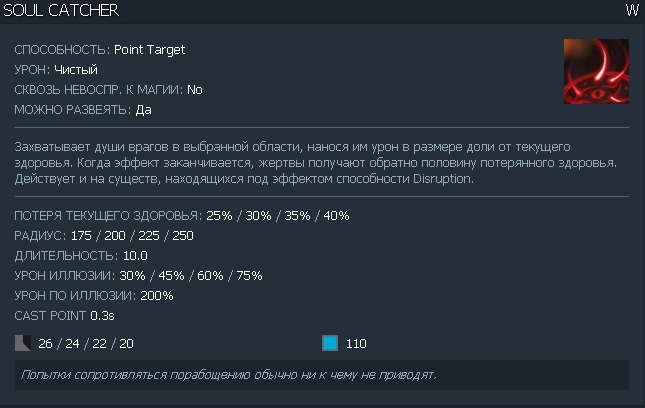 SOUL CATCHER W
СПОСОБНОСТЬ: Point Target
УРОН: Чистый
СКВОЗЬ НЕВОСПР. К МАГИИ: No
МОЖНО РАЗВЕЯТЬ: Да
Захватывает души врагов в выбранной области, нанося им урон в размере доли от текущего
здоровья. Когда эффект заканчивается, жертвы получают обратно половину потерянного здоровья.
Действует и на существ, находящихся под эффектом способности Disruption.
ПОТЕРЯ ТЕКУЩЕГО ЗДОРОВЬЯ: 25% / 30% / 35% / 40%
РАДИУС: 175 / 200 / 225 / 250
ДЛИТЕЛЬНОСТЬ: 10.0
УРОН ИЛЛЮЗИИ: 30% / 45% / 60% / 75%
УРОН ПО ИЛЛЮЗИИ: 200%
CAST POINT 0.3s
26 / 24 / 22 / 20 110
Попытки сопротивляться порабощению обычно ни к чему не приводят.